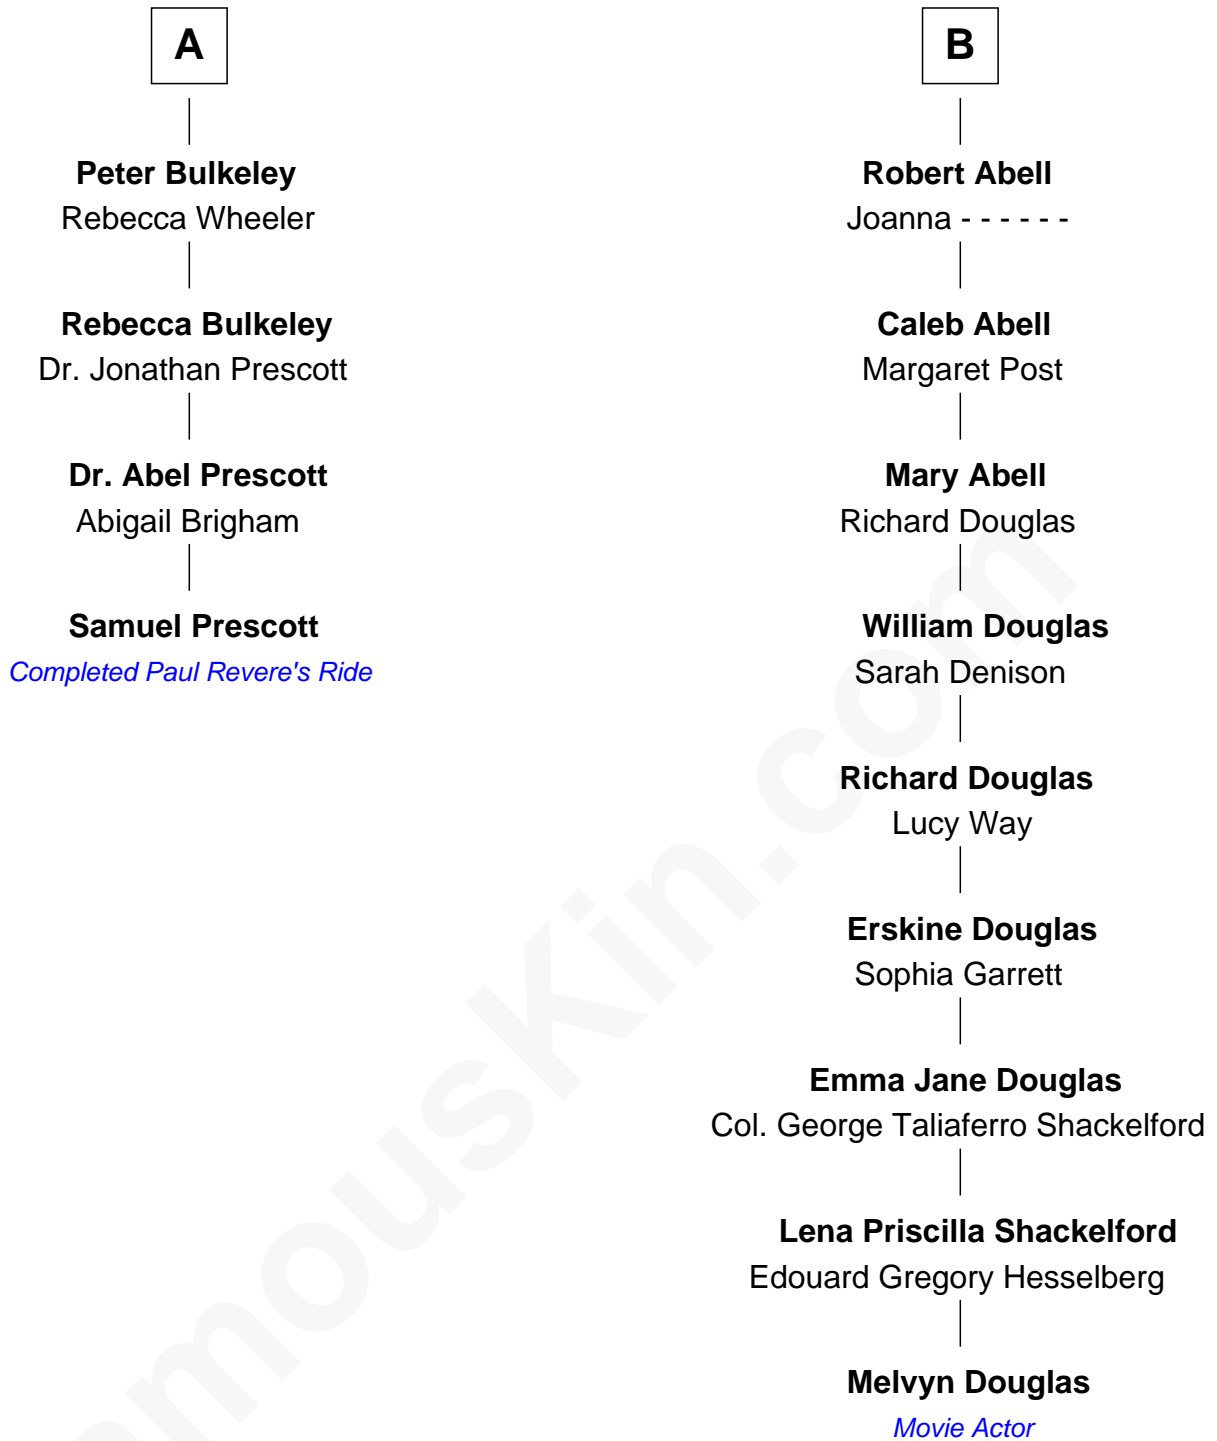 A
Peter Bulkeley
Rebecca Wheeler
Rebecca Bulkeley
Dr. Jonathan Prescott
Dr. Abel Prescott
Abigail Brigham
Samuel Prescott
Completed Paul Revere's Ride
B
Robert Abell
Joanna - - - - - -
Caleb Abell
Margaret Post
Mary Abell
Richard Douglas
William Douglas
Sarah Denison
Richard Douglas
Lucy Way
Erskine Douglas
Sophia Garrett
Emma Jane Douglas
Col. George Taliaferro Shackelford
Lena Priscilla Shackelford
Edouard Gregory Hesselberg
Melvyn Douglas
Movie Actor
mousKin.com